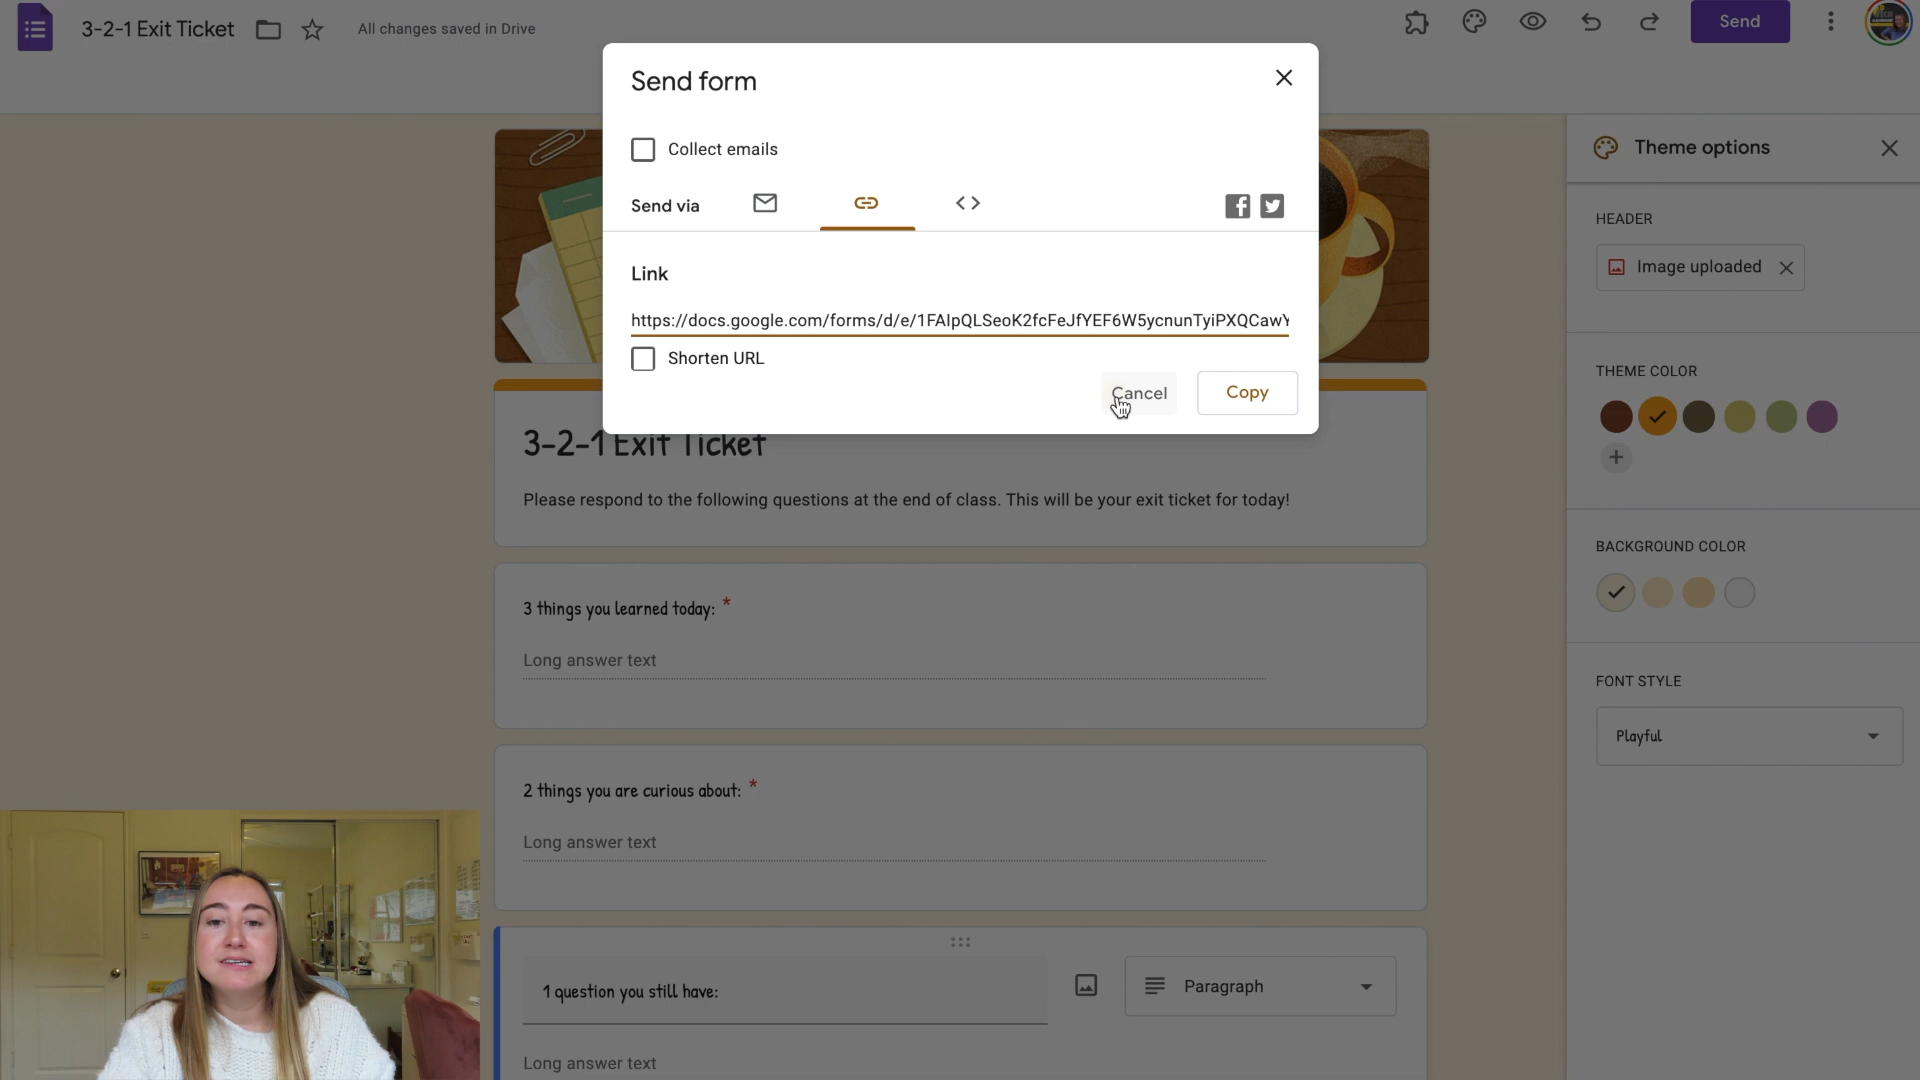 3-2-1 Exit Ticket
All changes saved in Drive
Send
Send form
Collect emails
Send via
Link
https://docs.google.com/forms/d/e/1FAIpQLSeoK2fcFeJfYEF6W5ycnunTyiPXQCawY
Shorten URL
Cancel
Copy
3-2-1 Exit Ticket
Please respond to the following questions at the end of class. This will be your exit ticket for today!
3 things you learned today: *
Long answer text
2 things you are curious about: *
Long answer text
1 question you still have:
Paragraph
Long answer text
Theme options
HEADER
Image uploaded
THEME COLOR
BACKGROUND COLOR
FONT STYLE
Playful